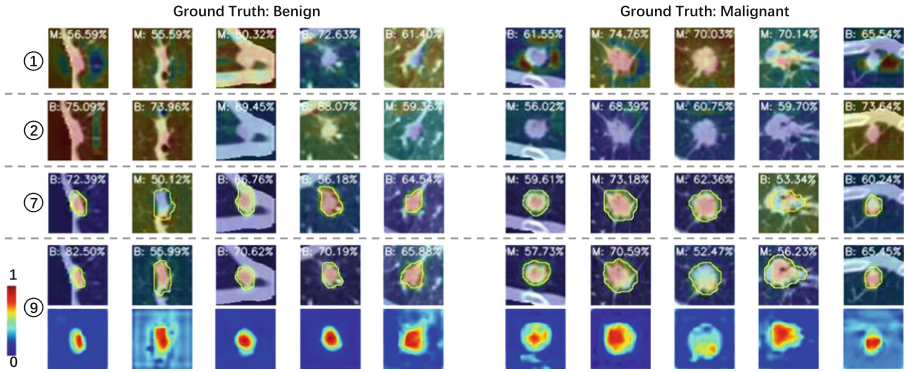 Ground Truth: Benign Ground Truth: Malignant
① M: 56.59% M: 55.59% M: 50.32% B: 72.63% B: 61.40% B: 61.55% M: 74.76% M: 70.03% M: 70.14% B: 65.54%
② B: 75.09% B: 73.96% M: 69.45% B: 88.07% M: 59.36% M: 56.02% M: 68.39% M: 60.75% M: 59.70% B: 73.64%
⑦ B: 72.39% M: 50.12% B: 66.76% B: 56.18% B: 64.54% M: 59.61% M: 73.18% M: 62.36% B: 53.34% B: 60.24%
⑨ B: 82.50% B: 55.99% B: 70.62% B: 70.19% B: 65.88% M: 57.73% M: 70.59% M: 52.47% M: 56.23% B: 65.45%
1
0